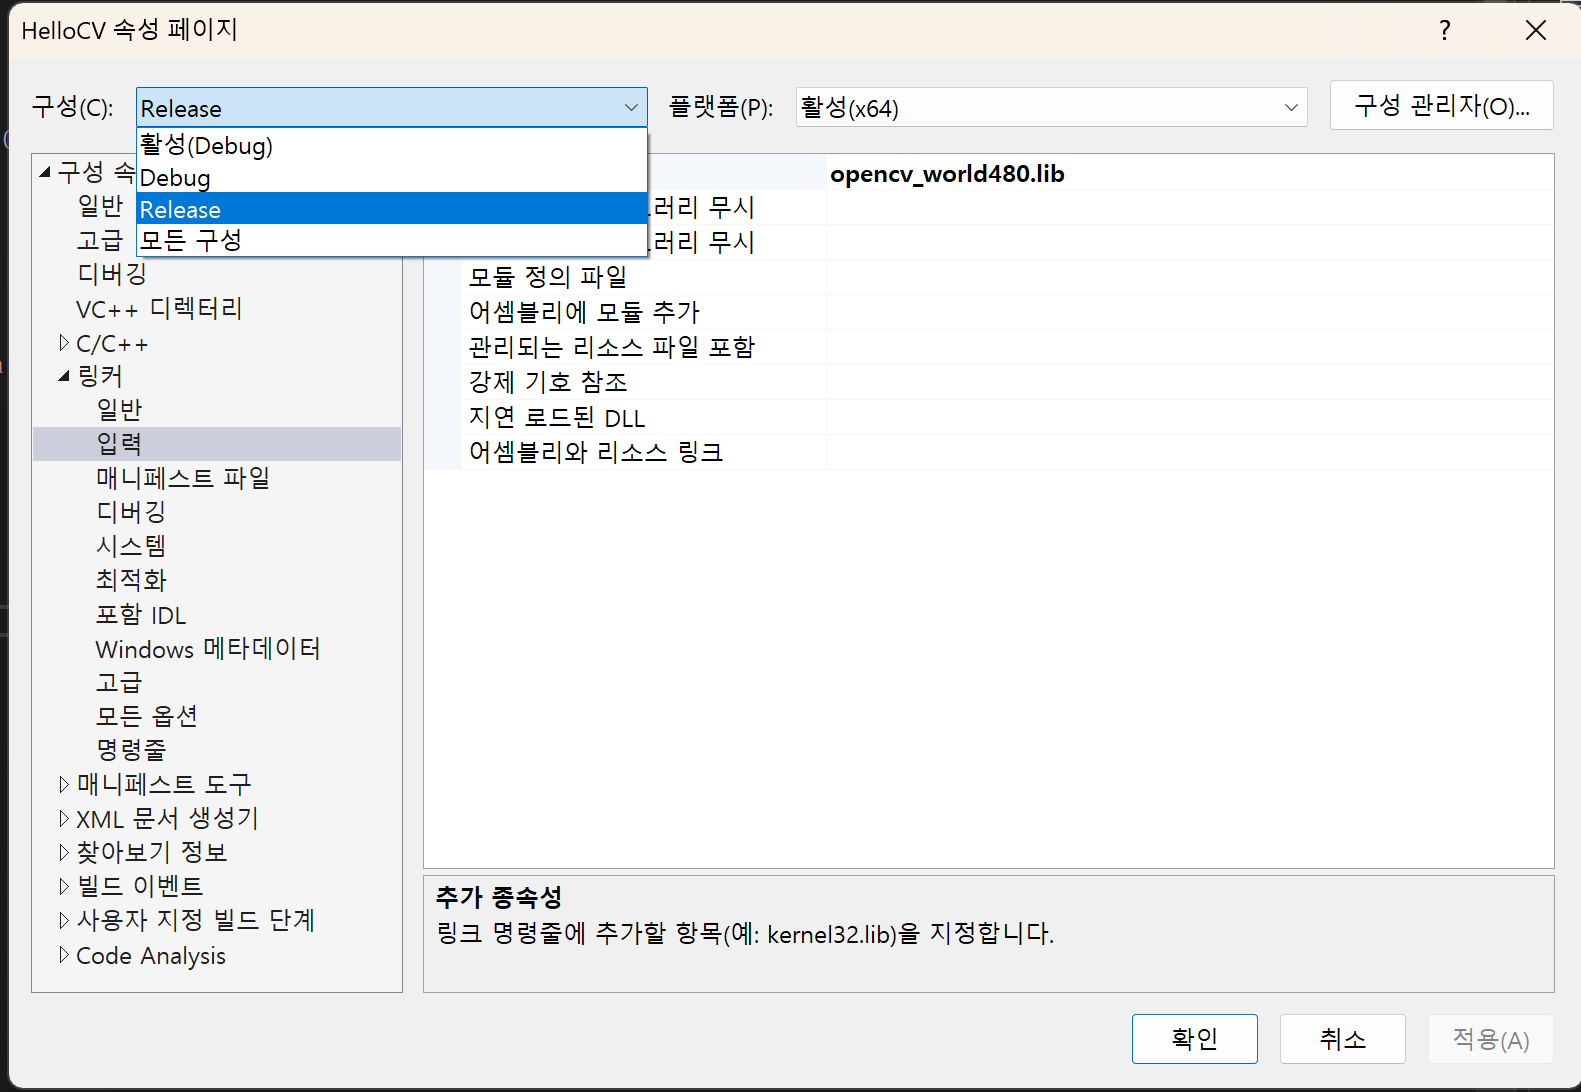 HelloCV 속성 페이지
?
구성(C):
Release
플랫폼(P):
활성(x64)
구성 관리자(O)...
활성(Debug)
Debug
Release
모든 구성
구성 속
일반
고급
디버깅
VC++ 디렉터리
C/C++
링커
일반
입력
매니페스트 파일
디버깅
시스템
최적화
포함 IDL
Windows 메타데이터
고급
모든 옵션
명령줄
매니페스트 도구
XML 문서 생성기
찾아보기 정보
빌드 이벤트
사용자 지정 빌드 단계
Code Analysis
opencv_world480.lib
러리 무시
러리 무시
모듈 정의 파일
어셈블리에 모듈 추가
관리되는 리소스 파일 포함
강제 기호 참조
지연 로드된 DLL
어셈블리와 리소스 링크
추가 종속성
링크 명령줄에 추가할 항목(예: kernel32.lib)을 지정합니다.
확인
취소
적용(A)